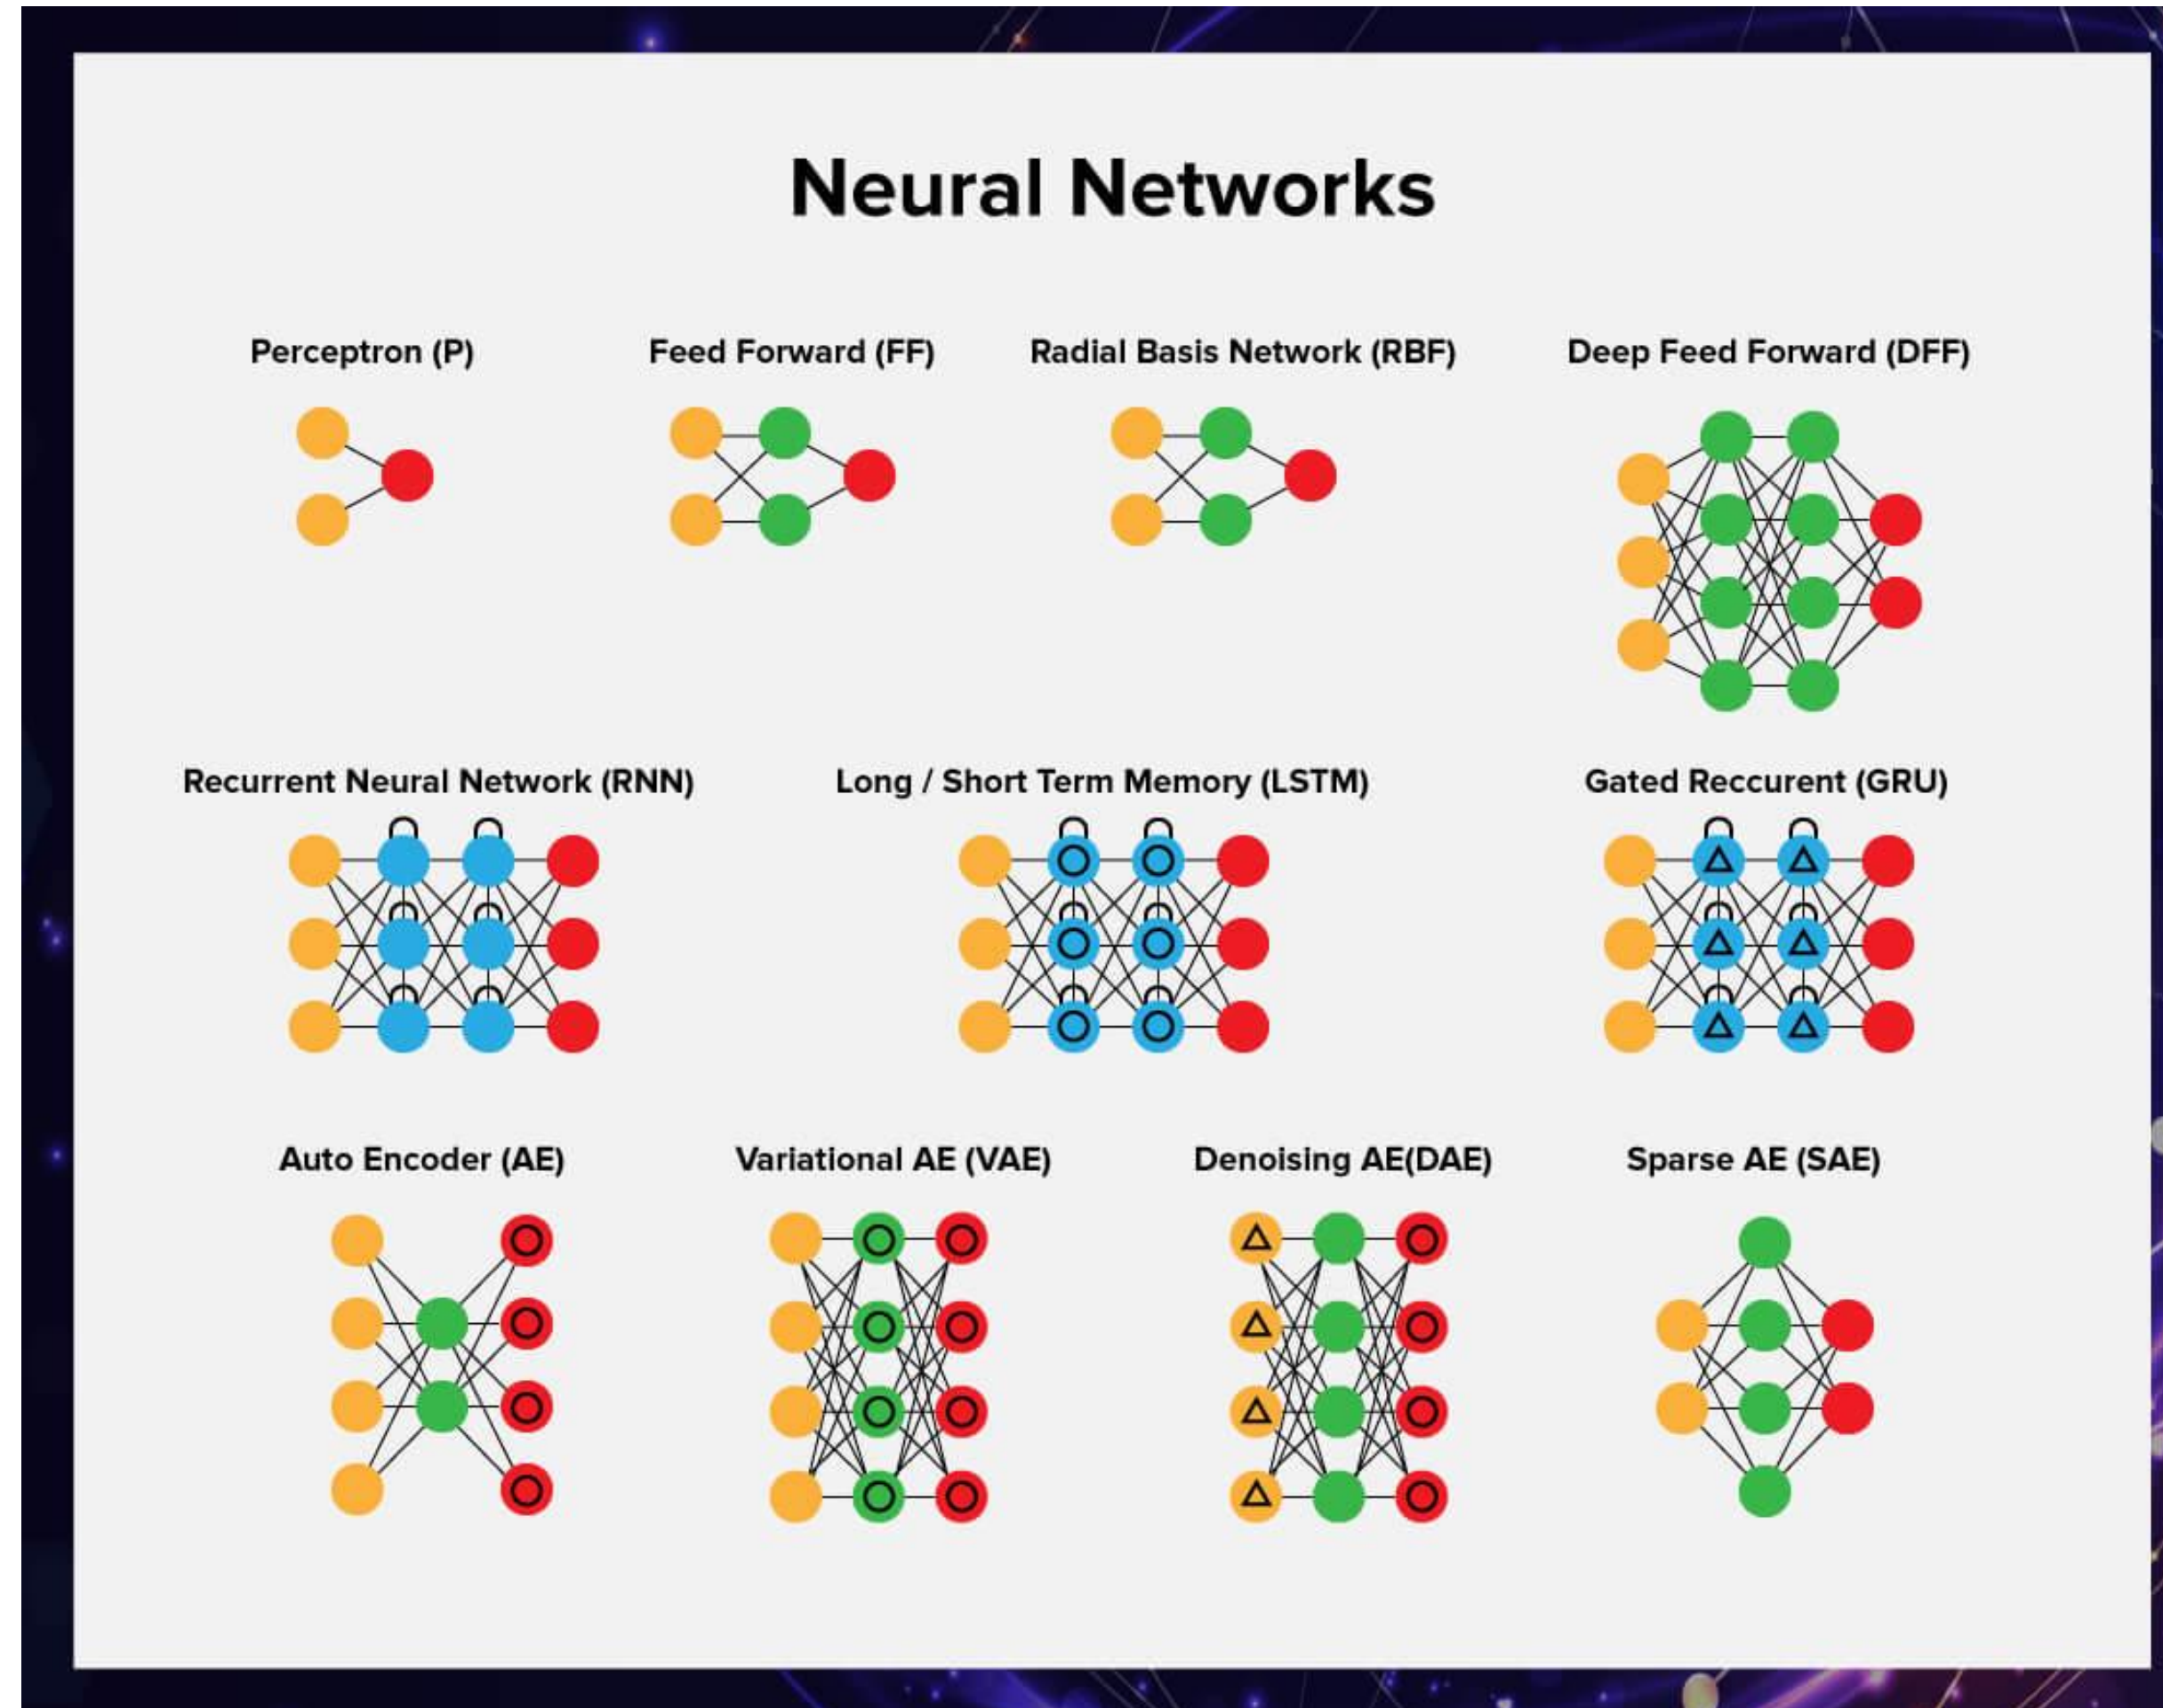 Neural Networks
Perceptron (P)
Feed Forward (FF)
Radial Basis Network (RBF)
Deep Feed Forward (DFF)
Recurrent Neural Network (RNN)
Long / Short Term Memory (LSTM)
Gated Reccurent (GRU)
Auto Encoder (AE)
Variational AE (VAE)
Denoising AE(DAE)
Sparse AE (SAE)